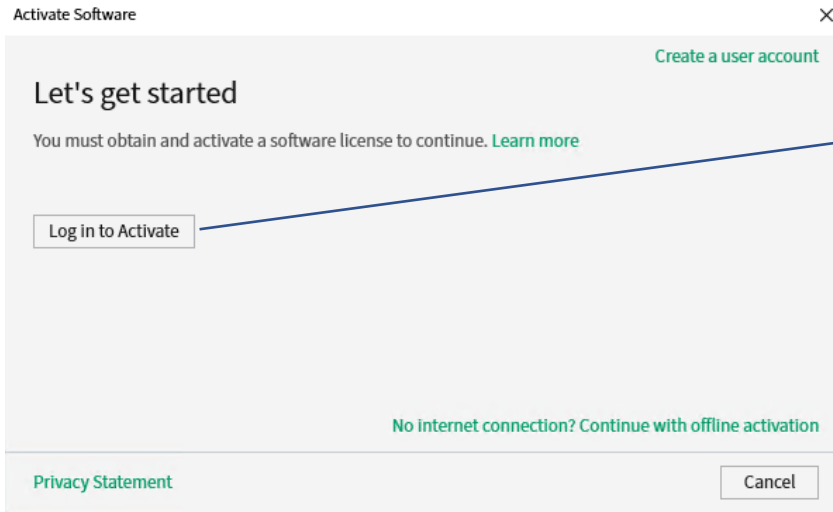 Activate Software
Create a user account
Let's get started
You must obtain and activate a software license to continue. Learn more
Log in to Activate
No internet connection? Continue with offline activation
Privacy Statement
Cancel